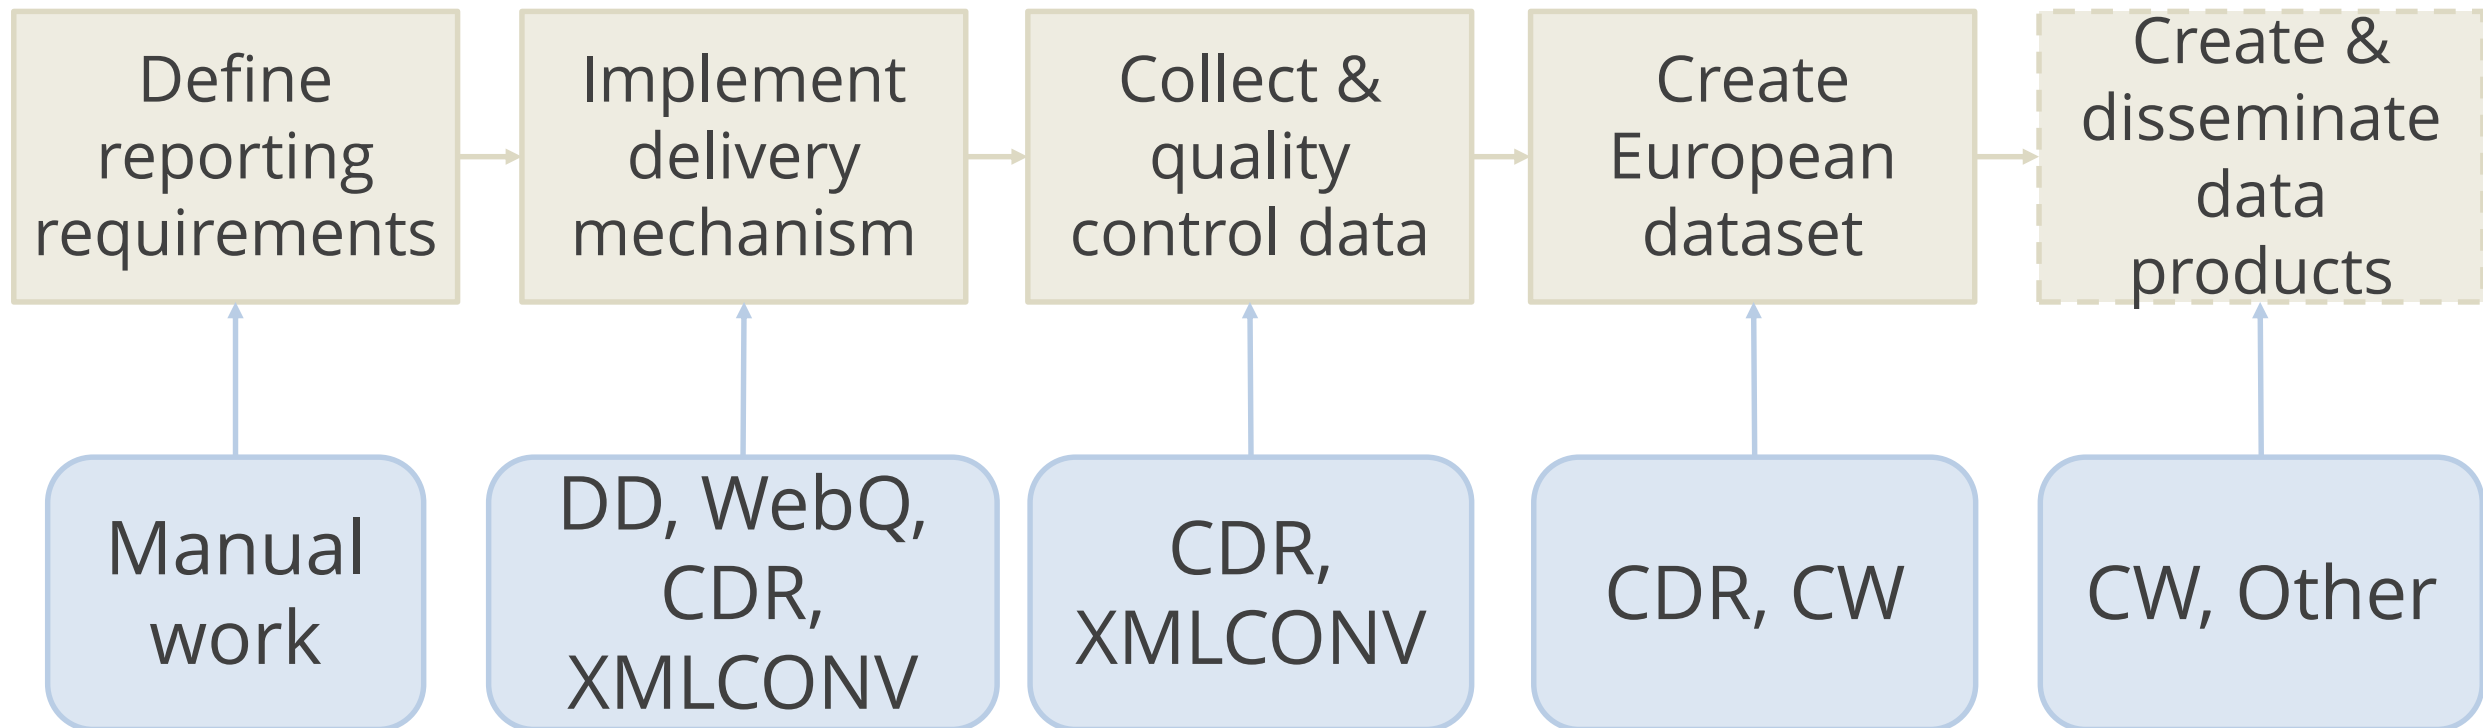 Define
reporting
requirements
Implement
delivery
mechanism
Collect &
quality
control data
Create
European
dataset
Create &
disseminate
data
products
Manual
work
DD, WebQ,
CDR,
XMLCONV
CDR,
XMLCONV
CDR, CW
CW, Other